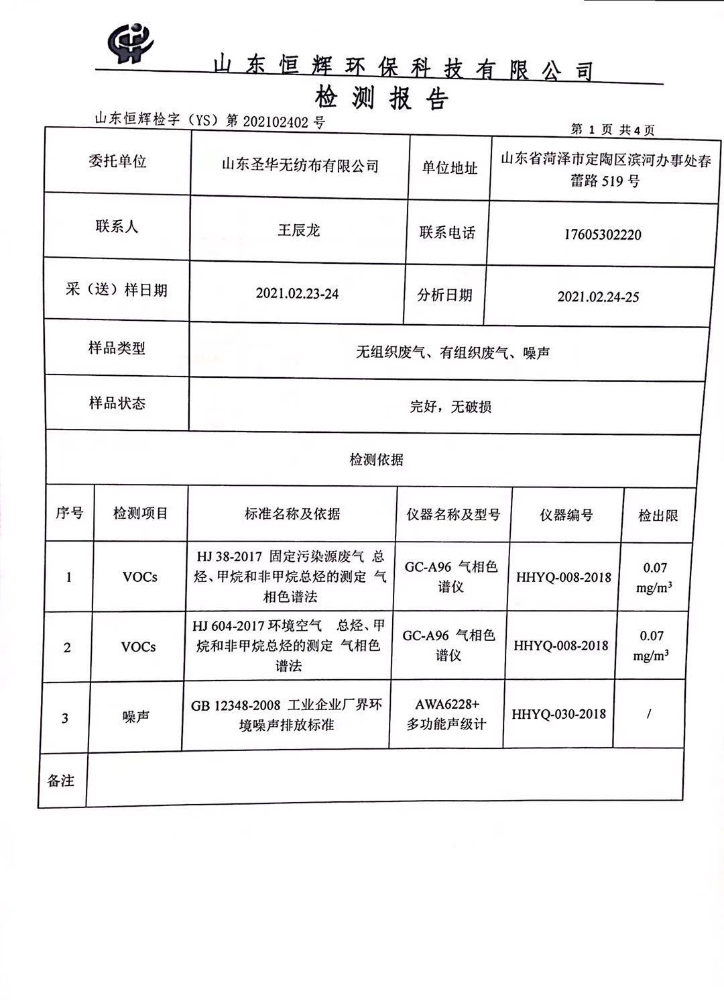 山东恒辉环保科技有限公司
检测报告
山东恒辉检字（YS）第 202102402 号
第 1 页 共4页
委托单位
山东圣华无纺布有限公司
单位地址
山东省菏泽市定陶区滨河办事处春
蕾路 519 号
联系人
王辰龙
联系电话
17605302220
采（送）样日期
2021.02.23-24
分析日期
2021.02.24-25
样品类型
无组织废气、有组织废气、噪声
样品状态
完好，无破损
检测依据
序号
检测项目
标准名称及依据
仪器名称及型号
仪器编号
检出限
1
VOCs
HJ 38-2017 固定污染源废气 总
烃、甲烷和非甲烷总烃的测定 气
相色谱法
GC-A96 气相色
谱仪
HHYQ-008-2018
0.07
mg/m³
2
VOCs
HJ 604-2017环境空气 总烃、甲
烷和非甲烷总烃的测定 气相色
谱法
GC-A96 气相色
谱仪
HHYQ-008-2018
0.07
mg/m³
3
噪声
GB 12348-2008 工业企业厂界环
境噪声排放标准
AWA6228+
多功能声级计
HHYQ-030-2018
/
备注